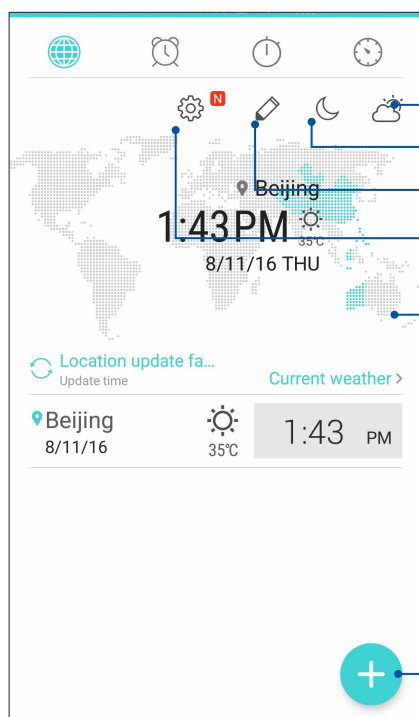 N
Beijing
1:43PM
35°C
8/11/16 THU
Location update fa...
Update time
Current weather >
Beijing
8/11/16
35°C
1:43 PM